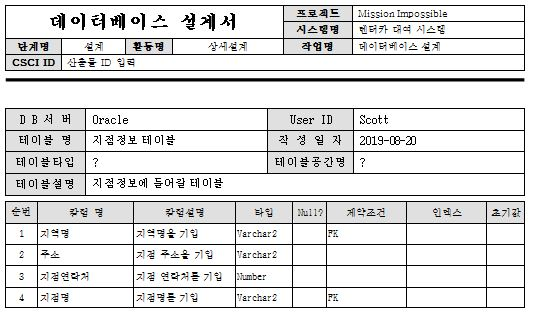 데이터베이스 설계서
프로젝트 Mission Impossible
시스템명 렌터카 대여 시스템
단계명 설계 활동명 상세설계 작업명 데이터베이스 설계
CSCI ID 산출물 ID 입력
D B 서 버 Oracle User ID Scott
테이블 명 지점정보 테이블 작 성 일 자 2019-08-20
테이블타입 ? 테이블공간명 ?
테이블설명 지점정보에 들어갈 테이블
순번 칼럼 명 칼럼설명 타입 Null? 제약조건 인덱스 초기값
1 지역명 지역명을 기입 Varchar2 PK
2 주소 지점 주소을 기입 Varchar2
3 지점연락처 지점 연락처를 기입 Number
4 지점명 지점명를 기입 Varchar2 PK